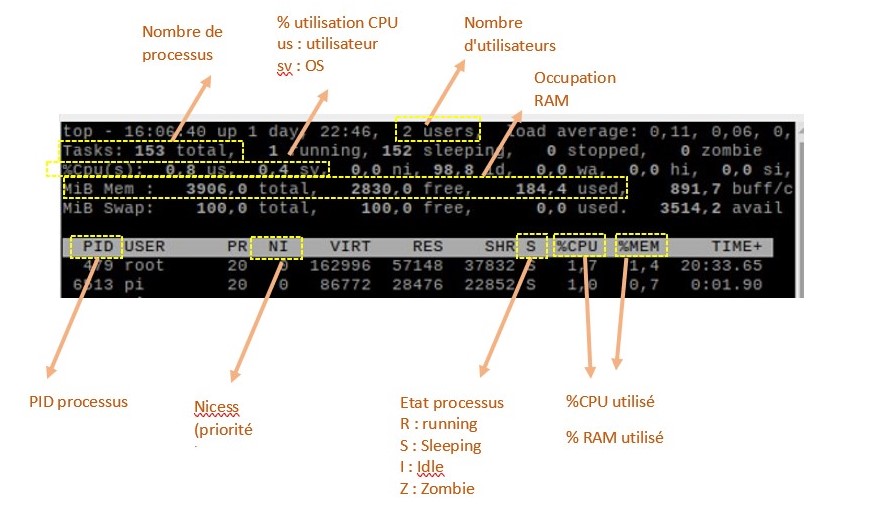 Nombre de
processus
% utilisation CPU
us : utilisateur
sv : OS
Nombre
d'utilisateurs
Occupation
RAM
top - 16:06:40 up 1 day, 22:46, 2 users, load average: 0,11, 0,06, 0,
Tasks: 153 total, 1 running, 152 sleeping, 0 stopped, 0 zombie
%Cpu(s): 0,8 us, 0,4 sy, 0,0 ni, 98,8 id, 0,0 wa, 0,0 hi, 0,0 si,
MiB Mem : 3906,0 total, 2830,0 free, 184,4 used, 891,7 buff/c
MiB Swap: 100,0 total, 100,0 free, 0,0 used. 3514,2 avail
PID USER PR NI VIRT RES SHR S %CPU %MEM TIME+
479 root 20 0 162996 57148 37832 S 1,7 1,4 20:33.65
pi 20 0 86772 28476 22852 S 1,0 0,7 0:01.90
PID processus
Nicess
(priorité
Etat processus
R : running
S : Sleeping
I : Idle
Z : Zombie
%CPU utilisé
% RAM utilisé